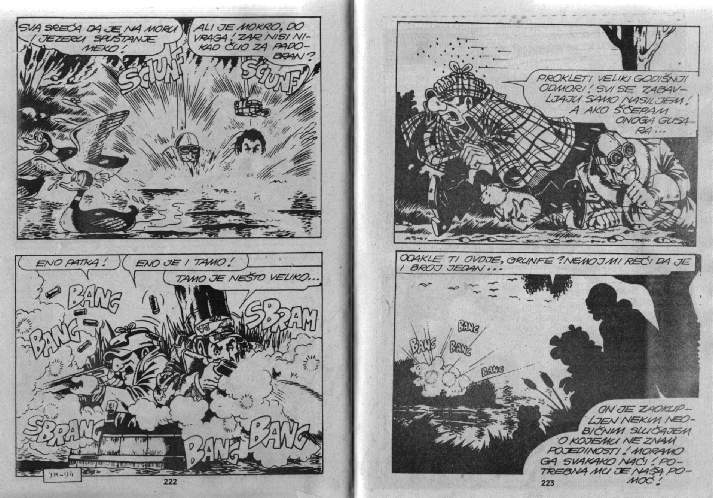 SVA SREĆA DA JE NA MORU
I JEZERU SPUŠTANJE
MEKO!
ALI JE MOKRO, DO
VRAGA! ZAR NISI NI-
KAD ČUO ZA PADO-
BRAN?
SCIUNF
SCIUNF
ENO PATKA!
ENO JE I TAMO!
TAMO JE NEŠTO VELIKO...
BANG
BANG
BANG
SBRAM
SBRANG
BANG
BANG
222
PROKLETI VELIKI GODIŠNJI
ODMORI! SVI SE ZABAV-
LJAJU SAMO NASILJEM!
A AKO ŠČEPAM
ONOGA GUSA-
RA...
ODAKLE TI OVDJE, GRUNFE? NEMOJ MI REĆI DA JE
I BROJ JEDAN...
BANG
BANG
BANG
BANG
ON JE ZAOKUP-
LJEN NEKIM NEO-
BIČNIM SLUČAJEM
O KOJEMU NE ZNAM
POJEDINOSTI! MORAMO
GA SVAKAKO NAĆI! PO-
TREBNA MU JE NAŠA PO-
MOĆ!
223